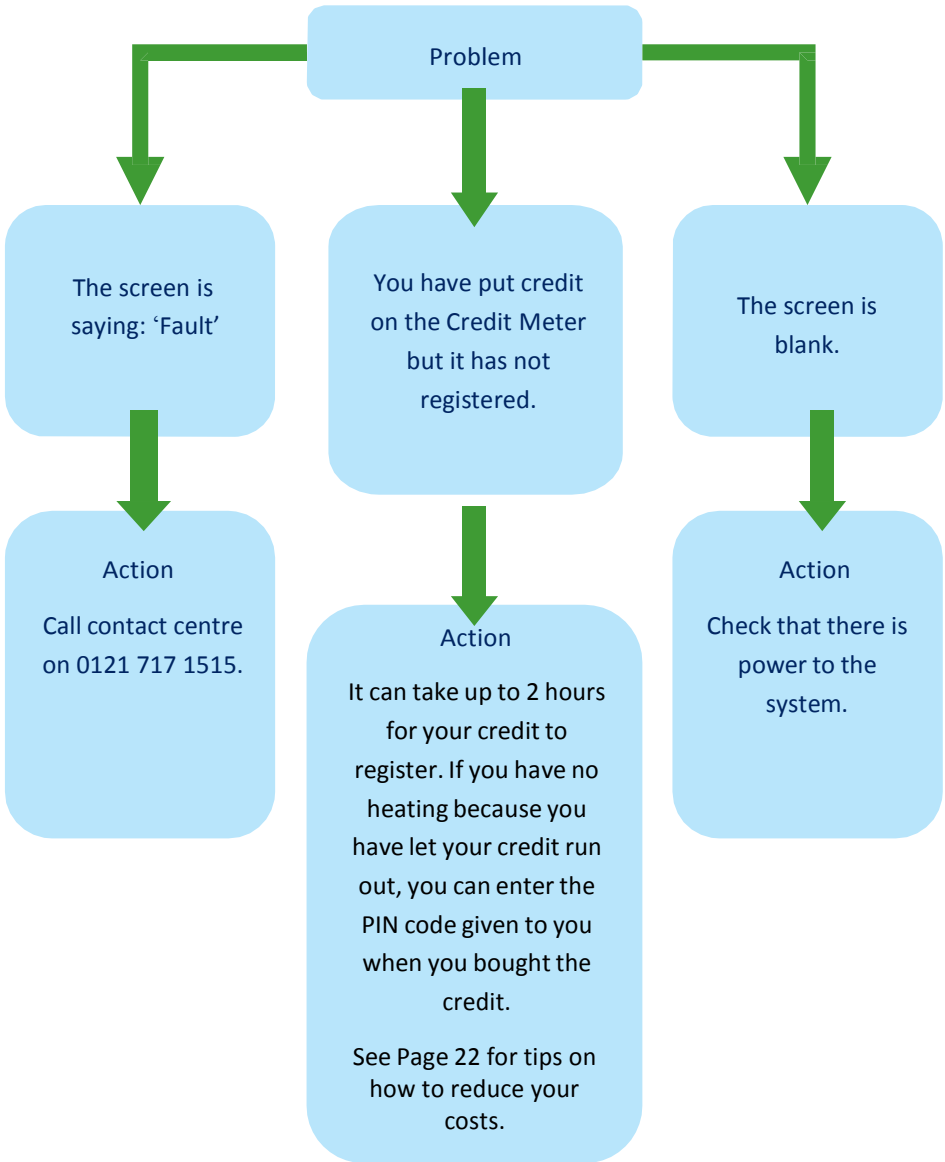 Problem
The screen is
saying: ‘Fault’
You have put credit
on the Credit Meter
but it has not
registered.
The screen is
blank.
Action
Call contact centre
on 0121 717 1515.
Action
It can take up to 2 hours
for your credit to
register. If you have no
heating because you
have let your credit run
out, you can enter the
PIN code given to you
when you bought the
credit.
See Page 22 for tips on
how to reduce your
costs.
Action
Check that there is
power to the
system.